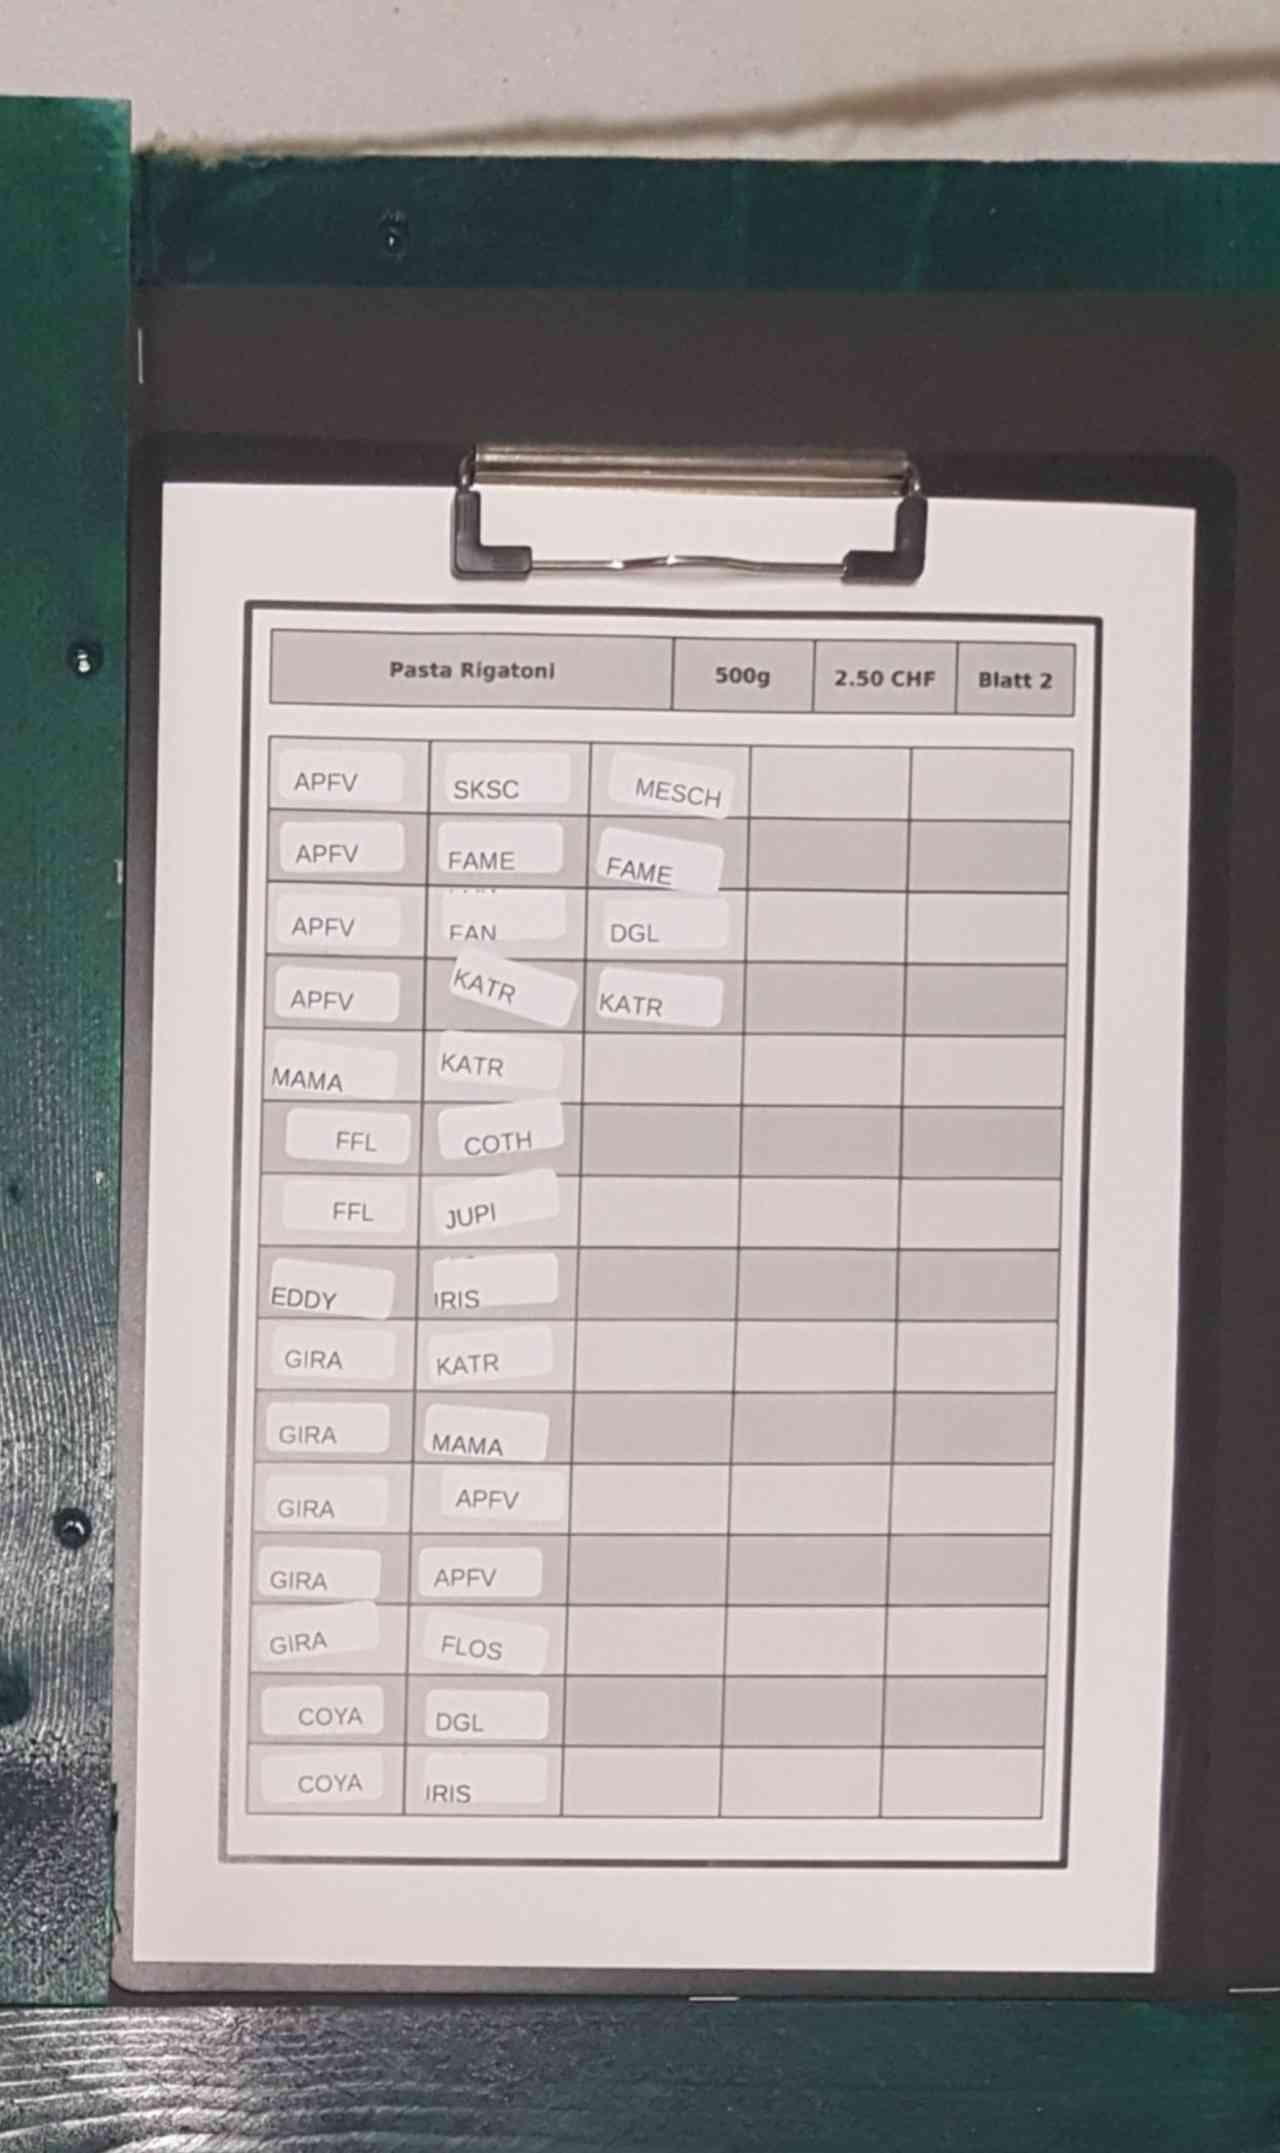 Pasta Rigatoni 500g 2.50 CHF Blatt 2
APFV SKSC MESCH
APFV FAME FAME
APFV FAN DGL
APFV KATR KATR
MAMA KATR
FFL COTH
FFL JUPI
EDDY IRIS
GIRA KATR
GIRA MAMA
GIRA APFV
GIRA APFV
GIRA FLOS
COYA DGL
COYA IRIS